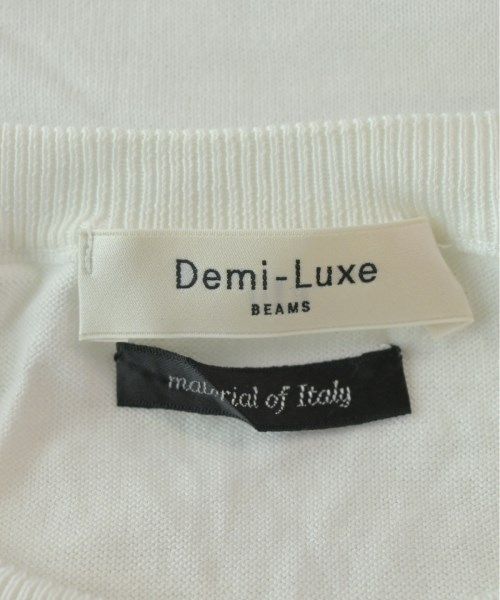 Demi-Luxe
BEAMS
material of Italy